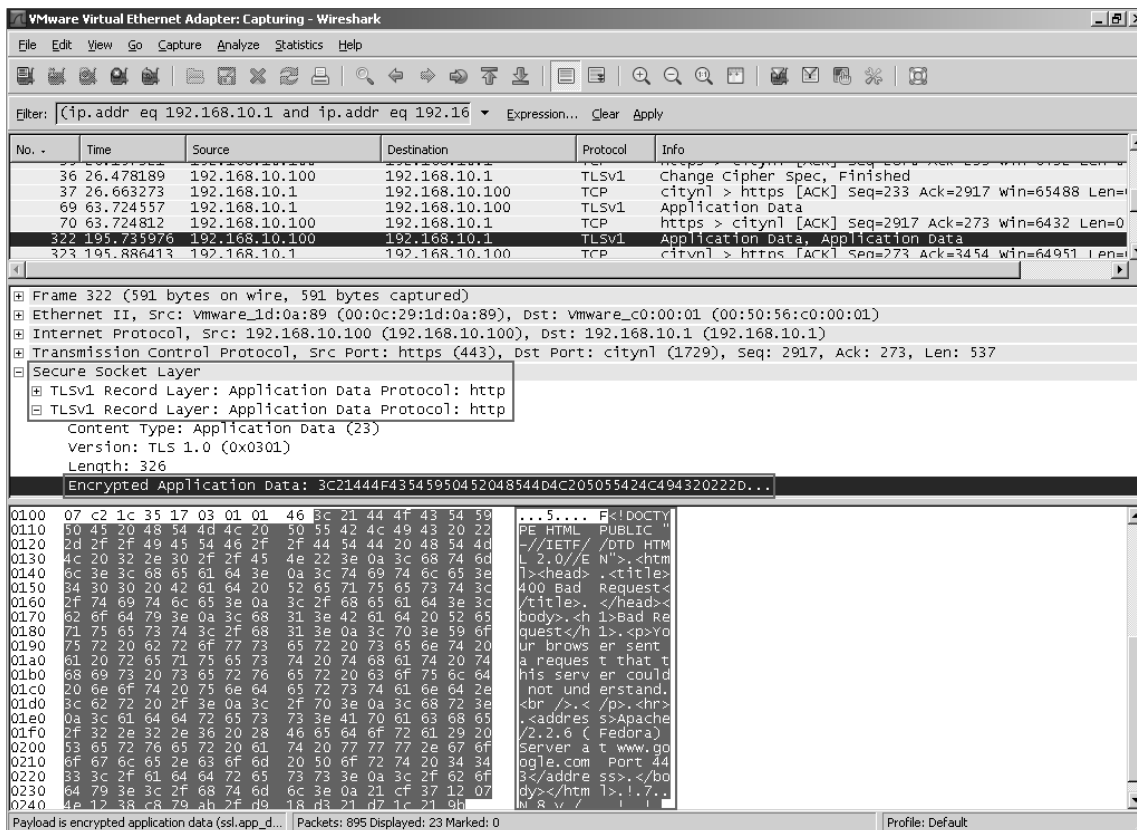 VMware Virtual Ethernet Adapter: Capturing - Wireshark
File Edit View Go Capture Analyze Statistics Help
Filter: (ip.addr eq 192.168.10.1 and ip.addr eq 192.16 Expression... Clear Apply
No. - Time Source Destination Protocol Info
36 26.478189 192.168.10.100 192.168.10.1 TLSv1 Change Cipher Spec, Finished
37 26.663273 192.168.10.1 192.168.10.100 TCP citynl > https [ACK] Seq=233 Ack=2917 Win=65488 Len=
69 63.724557 192.168.10.1 192.168.10.100 TLSv1 Application Data
70 63.724812 192.168.10.100 192.168.10.1 TCP https > citynl [ACK] Seq=2917 Ack=273 Win=6432 Len=0
322 195.735976 192.168.10.100 192.168.10.1 TLSv1 Application Data, Application Data
323 195.886413 192.168.10.1 192.168.10.100 TCP citynl > https [ACK] Seq=273 Ack=3454 Win=64951 Len=
Frame 322 (591 bytes on wire, 591 bytes captured)
Ethernet II, Src: Vmware_1d:0a:89 (00:0c:29:1d:0a:89), Dst: Vmware_c0:00:01 (00:50:56:c0:00:01)
Internet Protocol, Src: 192.168.10.100 (192.168.10.100), Dst: 192.168.10.1 (192.168.10.1)
Transmission Control Protocol, Src Port: https (443), Dst Port: citynl (1729), Seq: 2917, Ack: 273, Len: 537
Secure Socket Layer
TLSv1 Record Layer: Application Data Protocol: http
TLSv1 Record Layer: Application Data Protocol: http
Content Type: Application Data (23)
Version: TLS 1.0 (0x0301)
Length: 326
Encrypted Application Data: 3C21444F43545950452048544D4C205055424C494320222D...
0100 07 c2 1c 35 17 03 01 01 46 3c 21 44 4f 43 54 59 ...5.... F<!DOCTY
0110 50 45 20 48 54 4d 4c 20 50 55 42 4c 49 43 20 22 PE HTML PUBLIC "
0120 2d 2f 2f 49 45 54 46 2f 2f 44 54 44 20 48 54 4d -//IETF/ /DTD HTM
0130 4c 20 32 2e 30 2f 2f 45 4e 22 3e 0a 3c 68 74 6d L 2.0//E N">.<htm
0140 6c 3e 3c 68 65 61 64 3e 0a 3c 74 69 74 6c 65 3e l><head> .<title>
0150 34 30 30 20 42 61 64 20 52 65 71 75 65 73 74 3c 400 Bad Request<
0160 2f 74 69 74 6c 65 3e 0a 3c 2f 68 65 61 64 3e 3c /title>. </head><
0170 62 6f 64 79 3e 0a 3c 68 31 3e 42 61 64 20 52 65 body>.<h 1>Bad Re
0180 71 75 65 73 74 3c 2f 68 31 3e 0a 3c 70 3e 59 6f quest</h 1>.<p>Yo
0190 75 72 20 62 72 6f 77 73 65 72 20 73 65 6e 74 20 ur brows er sent
01a0 61 20 72 65 71 75 65 73 74 20 74 68 61 74 20 74 a reques t that t
01b0 68 69 73 20 73 65 72 76 65 72 20 63 6f 75 6c 64 his serv er could
01c0 20 6e 6f 74 20 75 6e 64 65 72 73 74 61 6e 64 2e not und erstand.
01d0 3c 62 72 20 2f 3e 0a 3c 2f 70 3e 0a 3c 68 72 3e <br />.< /p>.<hr>
01e0 0a 3c 61 64 64 72 65 73 73 3e 41 70 61 63 68 65 .<addres s>Apache
01f0 2f 32 2e 32 2e 36 20 28 46 65 64 6f 72 61 29 20 /2.2.6 ( Fedora)
0200 53 65 72 76 65 72 20 61 74 20 77 77 77 2e 67 6f Server a t www.go
0210 6f 67 6c 65 2e 63 6f 6d 20 50 6f 72 74 20 34 34 ogle.com Port 44
0220 33 3c 2f 61 64 64 72 65 73 73 3e 0a 3c 2f 62 6f 3</addre ss>.</bo
0230 64 79 3e 3c 2f 68 74 6d 6c 3e 0a 21 cf 37 12 07 dy></htm l>.!.7..
0240 4e 12 38 c8 79 ab 2f d9 18 d3 21 d7 1c 21 9b N.8.y./. ..!..!.
Payload is encrypted application data (ssl.app_d... Packets: 895 Displayed: 23 Marked: 0 Profile: Default